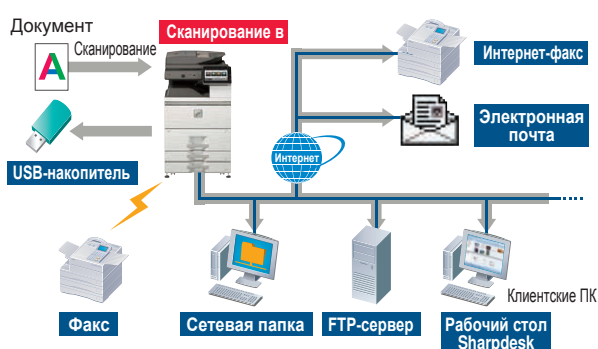 Документ
Сканирование
Сканирование в
Интернет-факс
Электронная
почта
USB-накопитель
Интернет
Факс
Сетевая папка
FTP-сервер
Клиентские ПК
Рабочий стол
Sharpdesk